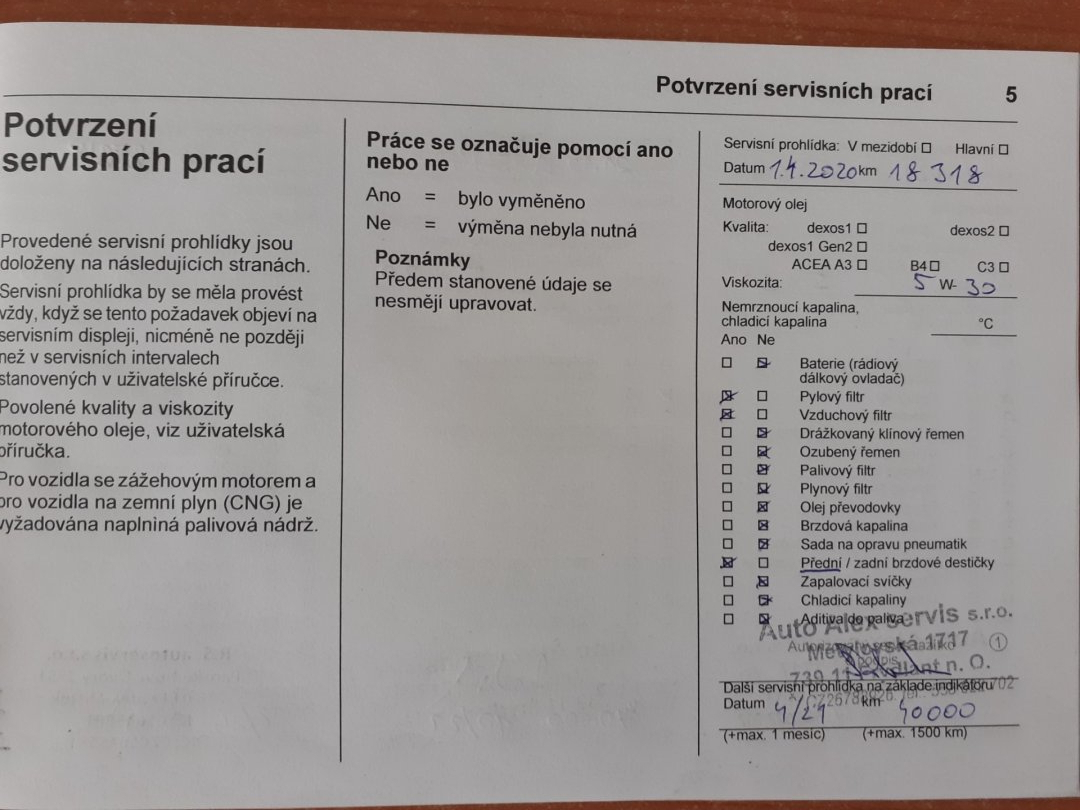 Potvrzení servisních prací 5
Potvrzení
servisních prací
Provedené servisní prohlídky jsou
doloženy na následujících stranách.
Servisní prohlídka by se měla provést
vždy, když se tento požadavek objeví na
servisním displeji, nicméně ne později
než v servisních intervalech
stanovených v uživatelské příručce.
Povolené kvality a viskozity
motorového oleje, viz uživatelská
příručka.
Pro vozidla se zážehovým motorem a
pro vozidla na zemní plyn (CNG) je
vyžadována naplniná palivová nádrž.
Práce se označuje pomocí ano
nebo ne
Ano = bylo vyměněno
Ne = výměna nebyla nutná
Poznámky
Předem stanovené údaje se
nesmějí upravovat.
Servisní prohlídka: V mezidobí ☐ Hlavní ☐
Datum 1.4.2020 km 18 318
Motorový olej
Kvalita: dexos1 ☐ dexos2 ☐
dexos1 Gen2 ☐
ACEA A3 ☐ B4 ☐ C3 ☐
Viskozita: 5 W- 30
Nemrznoucí kapalina,
chladicí kapalina °C
Ano Ne
☐ ☒ Baterie (rádiový
dálkový ovladač)
☒ ☐ Pylový filtr
☒ ☐ Vzduchový filtr
☐ ☒ Drážkovaný klínový řemen
☐ ☒ Ozubený řemen
☐ ☒ Palivový filtr
☐ ☒ Plynový filtr
☐ ☒ Olej převodovky
☐ ☒ Brzdová kapalina
☐ ☒ Sada na opravu pneumatik
☒ ☐ Přední / zadní brzdové destičky
☐ ☒ Zapalovací svíčky
☐ ☒ Chladicí kapaliny
☐ ☒ Aditiva do paliva
Auto Alex servis s.r.o.
1717 1
739 11 n. O.
Další servisní prohlídka na základe indikátoru
Datum 4/21 km 40000
(+max. 1 mesic) (+max. 1500 km)